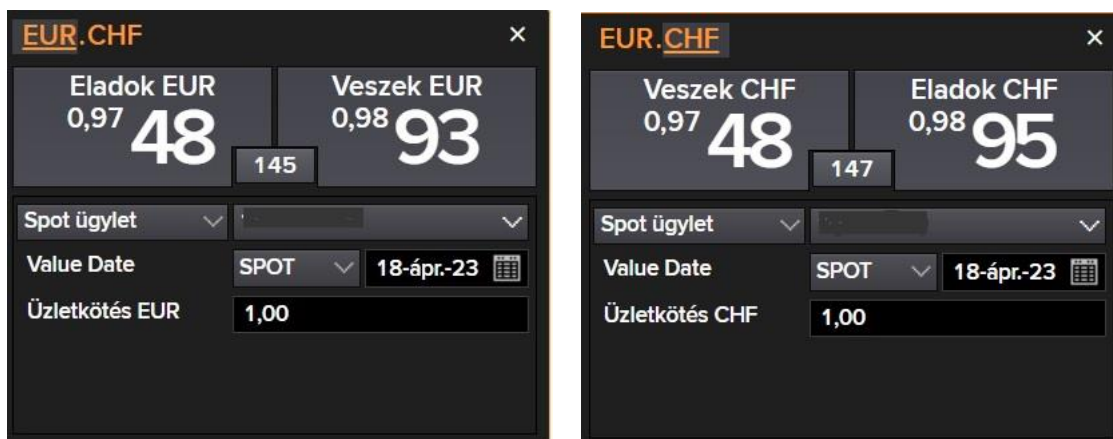 EUR.CHF ×
Eladok EUR Veszek EUR
0,97 48 0,98 93
145
Spot ügylet
Value Date SPOT 18-ápr.-23
Üzletkötés EUR 1,00
EUR.CHF ×
Veszek CHF Eladok CHF
0,97 48 0,98 95
147
Spot ügylet
Value Date SPOT 18-ápr.-23
Üzletkötés CHF 1,00